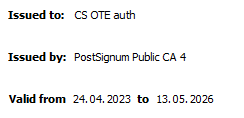 Issued to: CS OTE auth
Issued by: PostSignum Public CA 4
Valid from 24.04.2023 to 13.05.2026